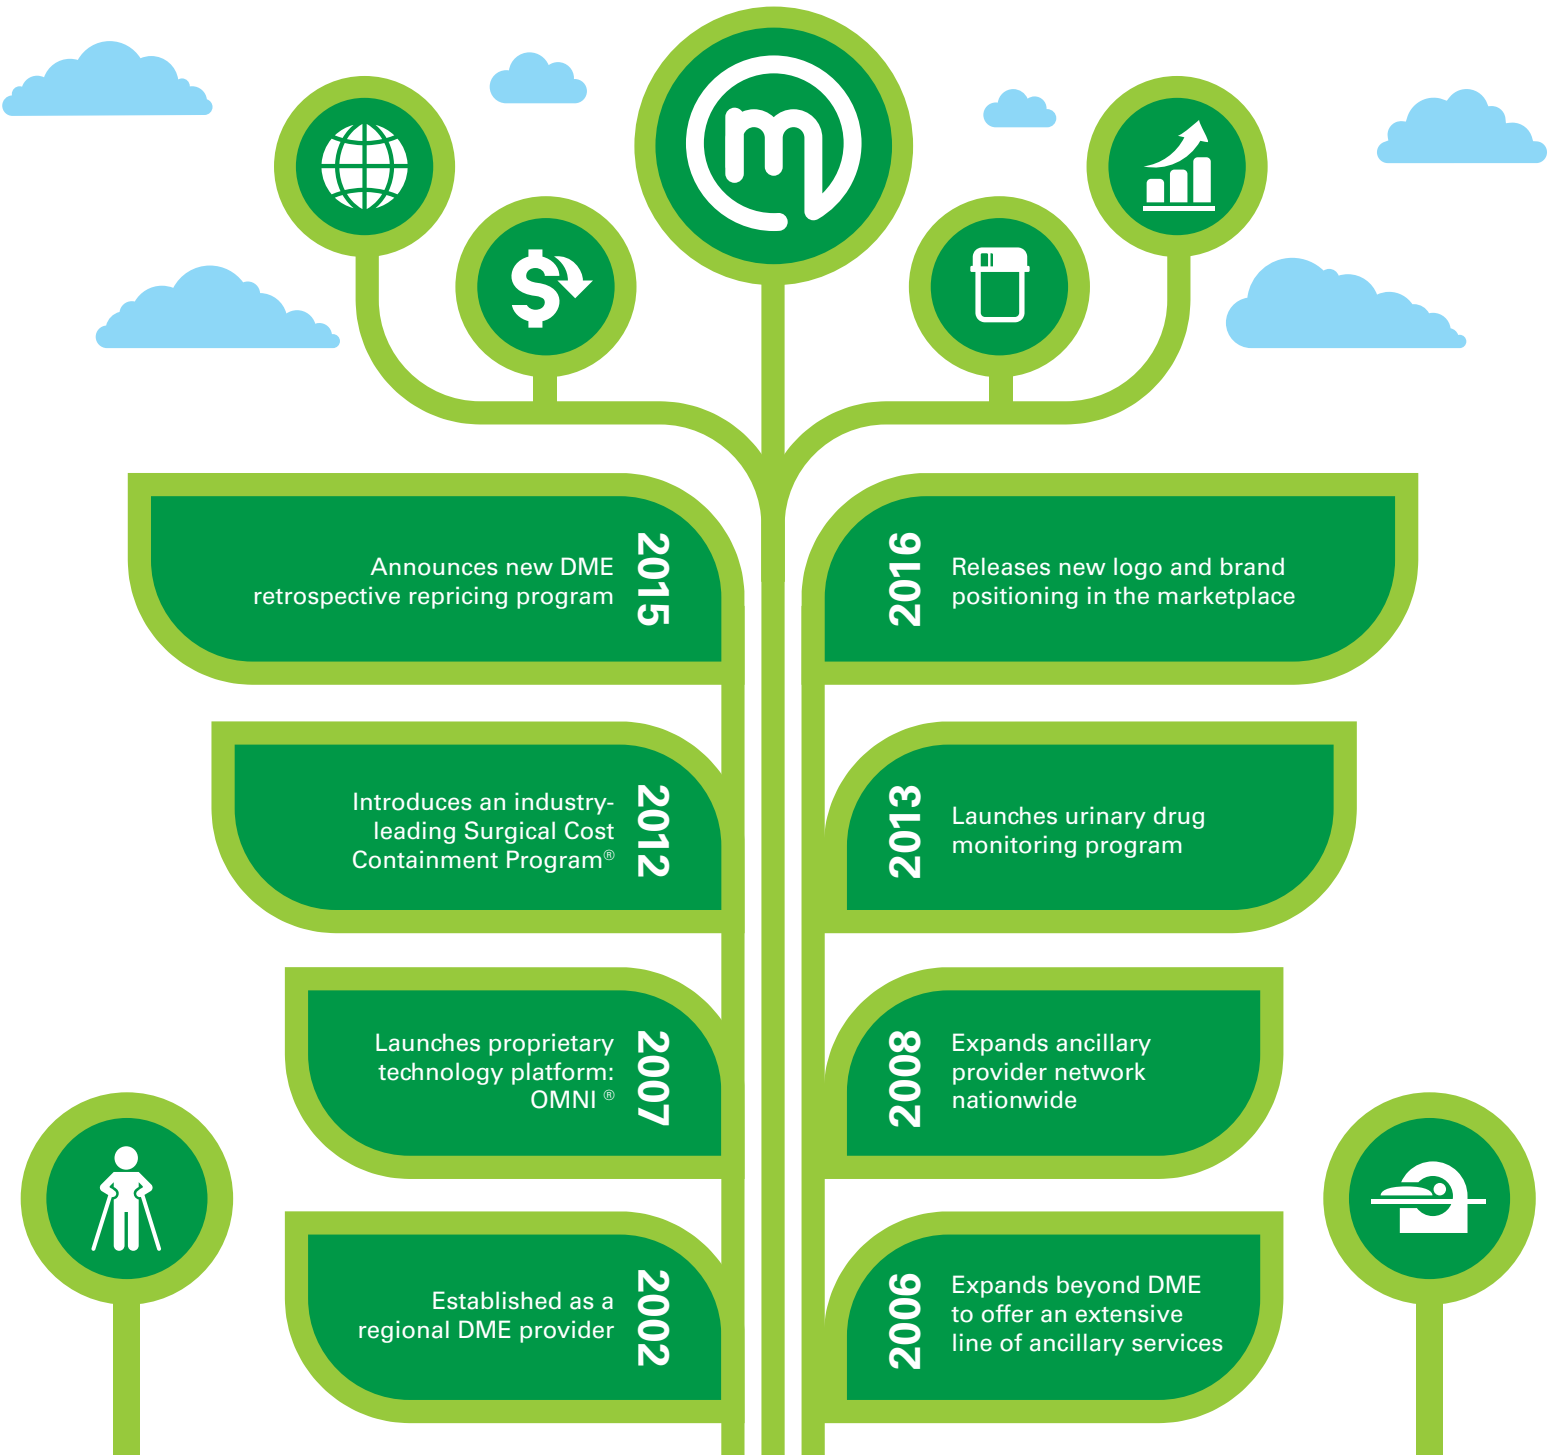 m
2015
Announces new DME
retrospective repricing program
2016
Releases new logo and brand
positioning in the marketplace
2012
Introduces an industry-
leading Surgical Cost
Containment Program®
2013
Launches urinary drug
monitoring program
2007
Launches proprietary
technology platform:
OMNI ®
2008
Expands ancillary
provider network
nationwide
2002
Established as a
regional DME provider
2006
Expands beyond DME
to offer an extensive
line of ancillary services